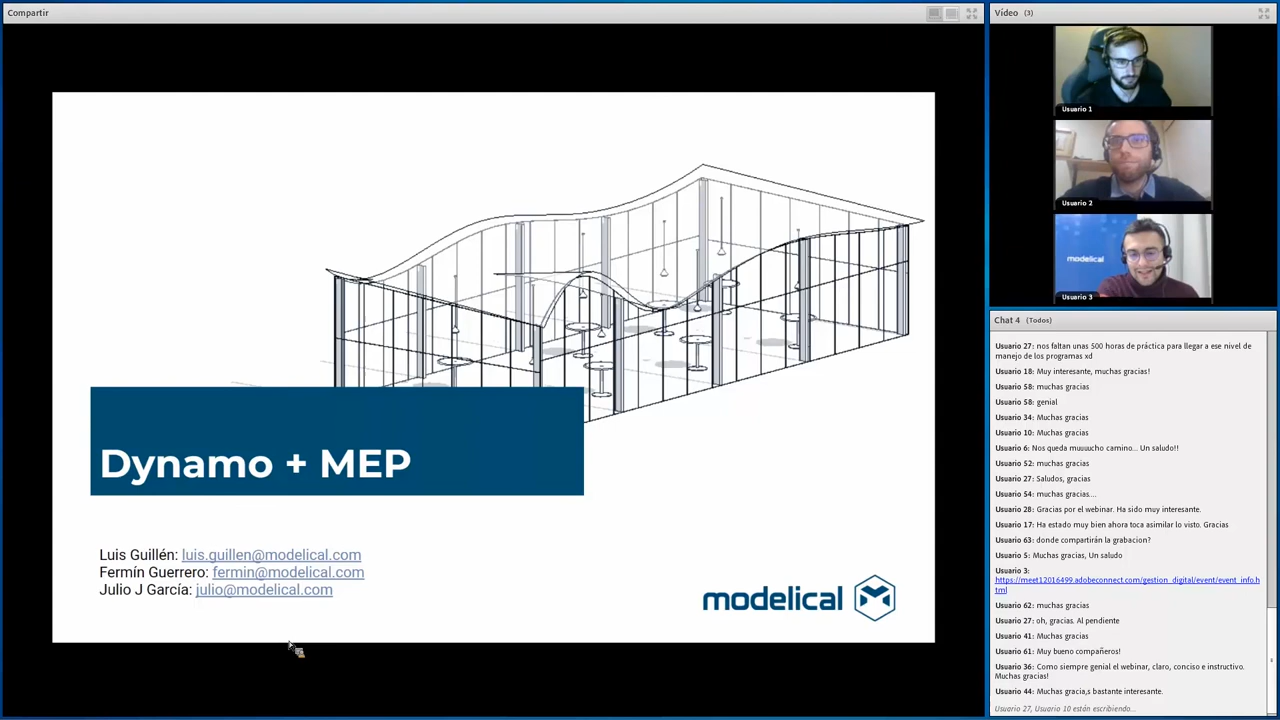 Compartir
Dynamo + MEP
Luis Guillén: luis.guillen@modelical.com
Fermín Guerrero: fermin@modelical.com
Julio J García: julio@modelical.com
modelical
Vídeo (3)
Usuario 1
Usuario 2
modelical
Usuario 3
Chat 4 (Todos)
Usuario 27: nos faltan unas 500 horas de práctica para llegar a ese nivel de
manejo de los programas xd
Usuario 18: Muy interesante, muchas gracias!
Usuario 58: muchas gracias
Usuario 58: genial
Usuario 34: Muchas gracias
Usuario 10: Muchas gracias
Usuario 6: Nos queda muuuucho camino... Un saludo!!
Usuario 52: muchas gracias
Usuario 27: Saludos, gracias
Usuario 54: muchas gracias....
Usuario 28: Gracias por el webinar. Ha sido muy interesante.
Usuario 17: Ha estado muy bien ahora toca asimilar lo visto. Gracias
Usuario 63: donde compartirán la grabacion?
Usuario 5: Muchas gracias, Un saludo
Usuario 3:
https://meet12016499.adobeconnect.com/gestion_digital/event/event_info.h
tml
Usuario 62: muchas gracias
Usuario 27: oh, gracias. Al pendiente
Usuario 41: Muchas gracias
Usuario 61: Muy bueno compañeros!
Usuario 36: Como siempre genial el webinar, claro, conciso e instructivo.
Muchas gracias!
Usuario 44: Muchas gracia,s bastante interesante.
Usuario 27, Usuario 10 están escribiendo...